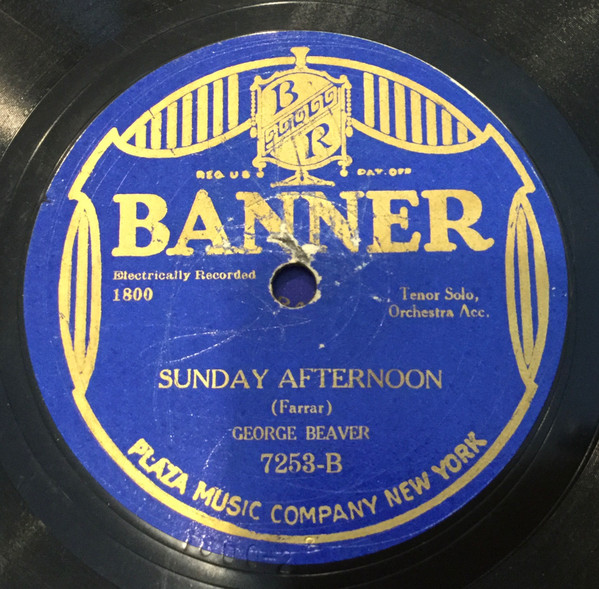 B
R
REG US PAT. OFF
BANNER
Electrically Recorded
1800
Tenor Solo,
Orchestra Acc.
SUNDAY AFTERNOON
(Farrar)
GEORGE BEAVER
7253-B
PLAZA MUSIC COMPANY NEW YORK